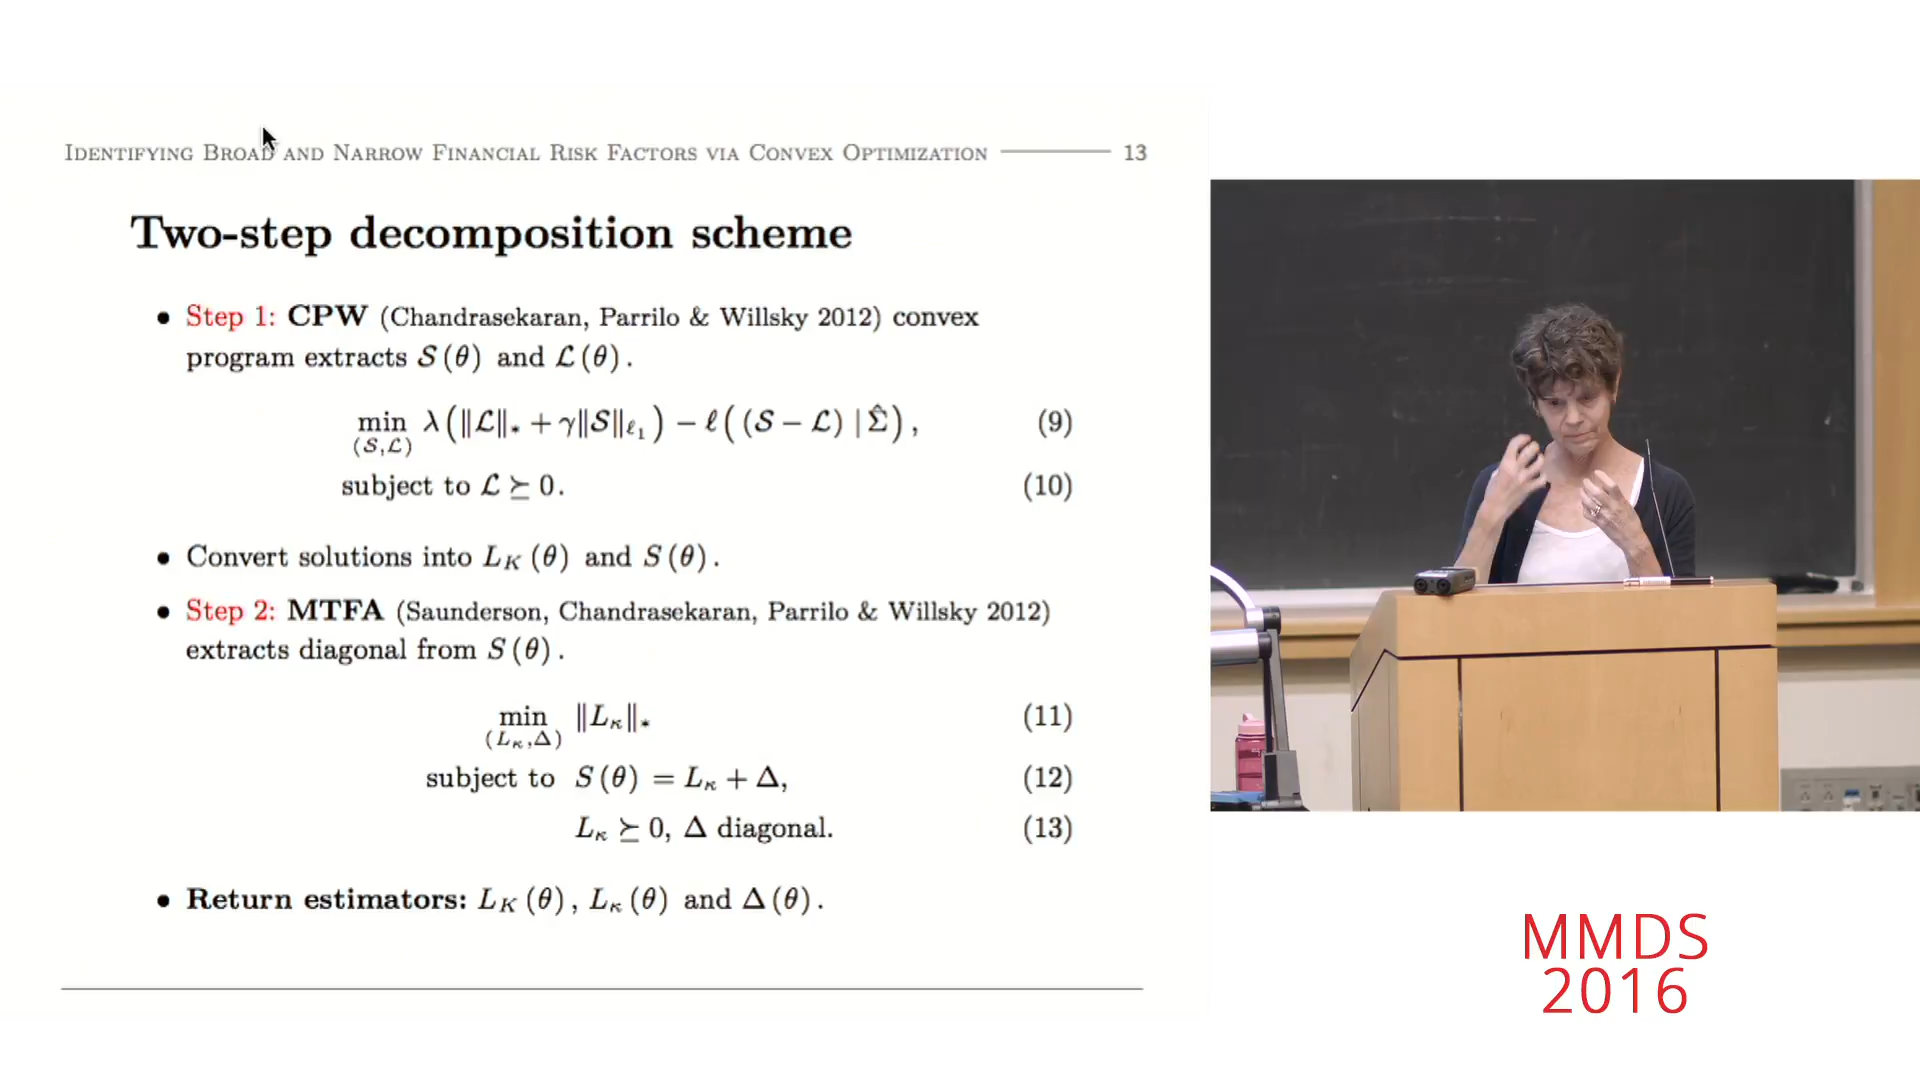 IDENTIFYING BROAD AND NARROW FINANCIAL RISK FACTORS VIA CONVEX OPTIMIZATION 13
Two-step decomposition scheme
• Step 1: CPW (Chandrasekaran, Parrilo & Willsky 2012) convex
program extracts 𝒮(θ) and ℒ(θ).
min λ(‖ℒ‖⋆ + γ‖𝒮‖ℓ₁) − ℓ((𝒮 − ℒ) | Σ̂), (9)
(𝒮,ℒ)
subject to ℒ ⪰ 0. (10)
• Convert solutions into L_K(θ) and S(θ).
• Step 2: MTFA (Saunderson, Chandrasekaran, Parrilo & Willsky 2012)
extracts diagonal from S(θ).
min ‖L_κ‖⋆ (11)
(L_κ,Δ)
subject to S(θ) = L_κ + Δ, (12)
L_κ ⪰ 0, Δ diagonal. (13)
• Return estimators: L_K(θ), L_κ(θ) and Δ(θ).
MMDS
2016